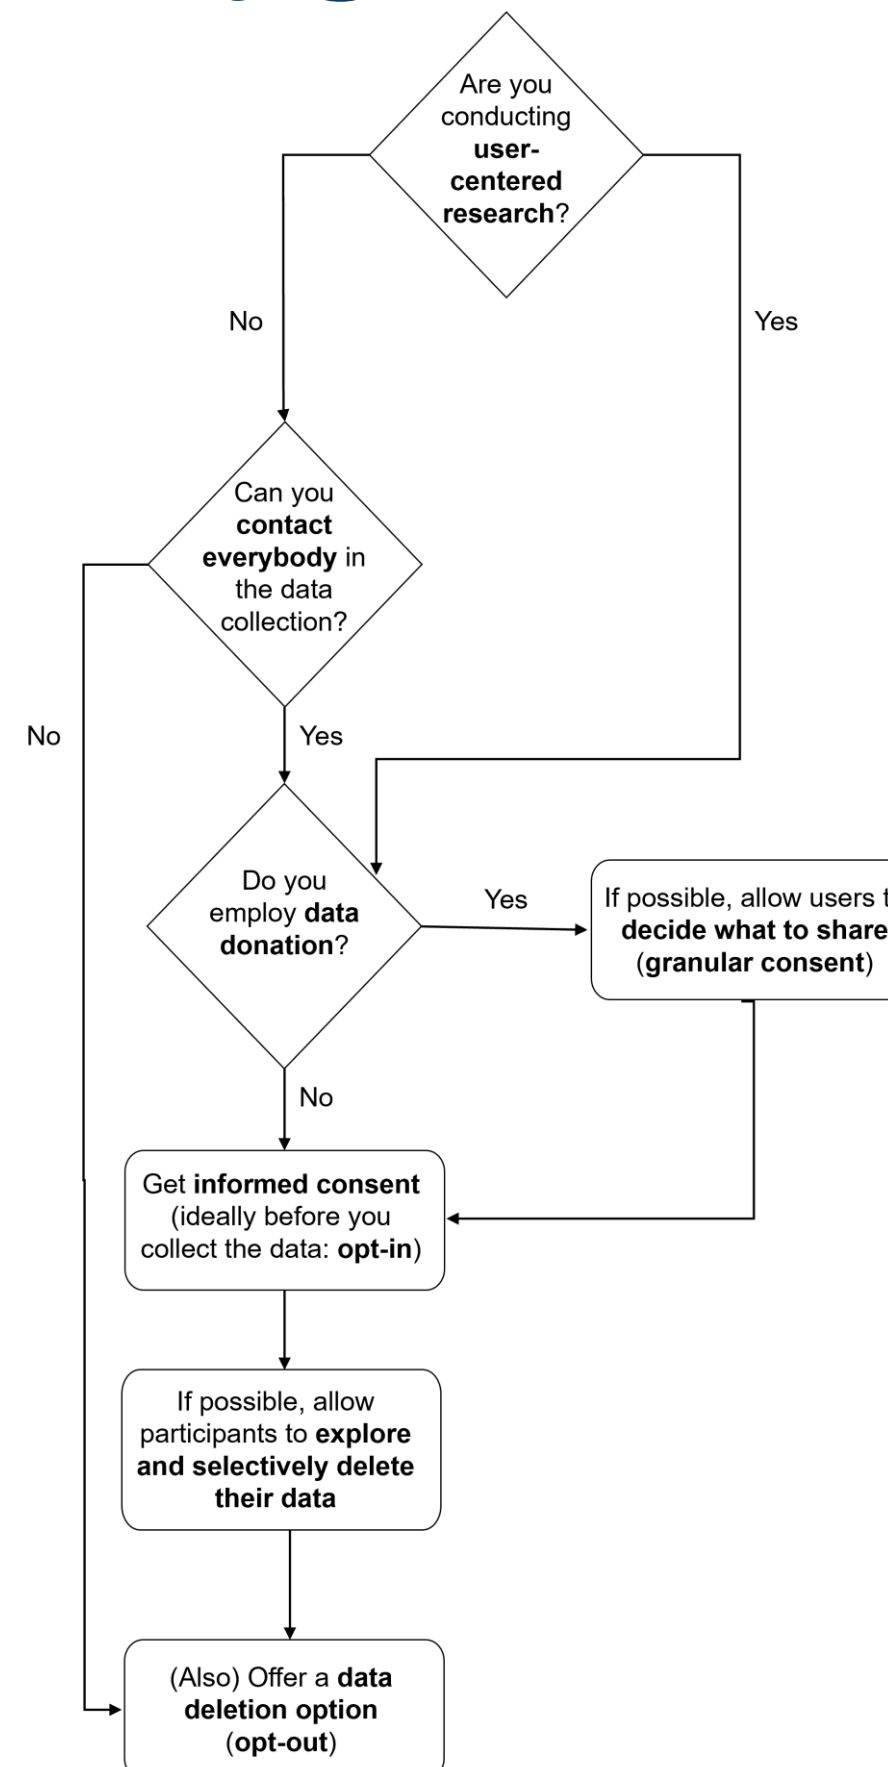 Are you
conducting
user-
centered
research?
No
Yes
Can you
contact
everybody in
the data
collection?
No
Yes
Do you
employ data
donation?
Yes
If possible, allow users
decide what to share
(granular consent)
No
Get informed consent
(ideally before you
collect the data: opt-in)
If possible, allow
participants to explore
and selectively delete
their data
(Also) Offer a data
deletion option
(opt-out)